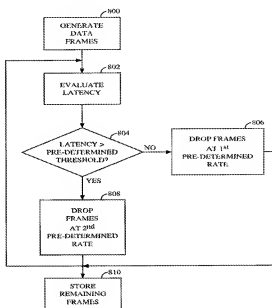 800
GENERATE
DATA
FRAMES
802
EVALUATE
LATENCY
804
LATENCY >
PRE-DETERMINED
THRESHOLD?
NO
806
DROP FRAMES
AT 1st
PRE-DETERMINED
RATE
YES
808
DROP
FRAMES
AT 2nd
PRE-DETERMINED
RATE
810
STORE
REMAINING
FRAMES